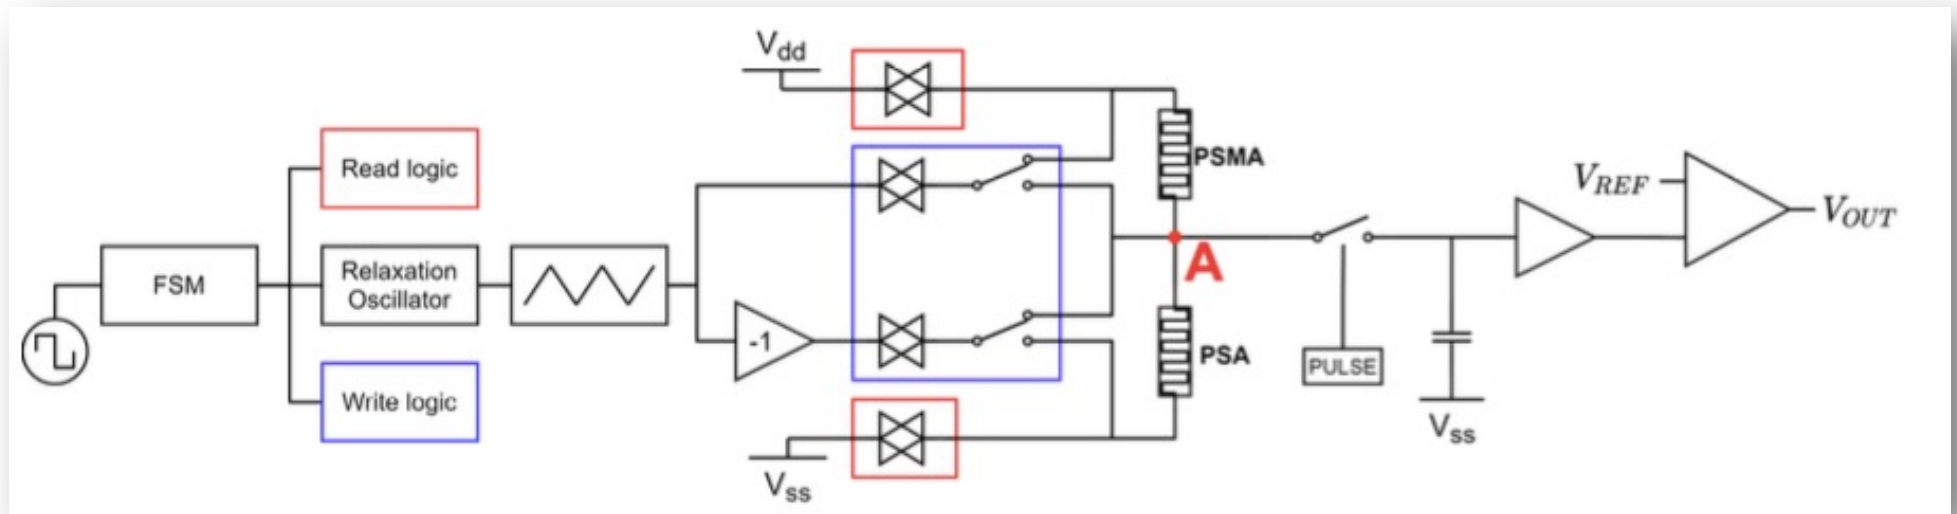 Vdd
Read logic
PSMA
VREF
VOUT
FSM
Relaxation
Oscillator
A
-1
PSA
PULSE
Write logic
Vss
Vss